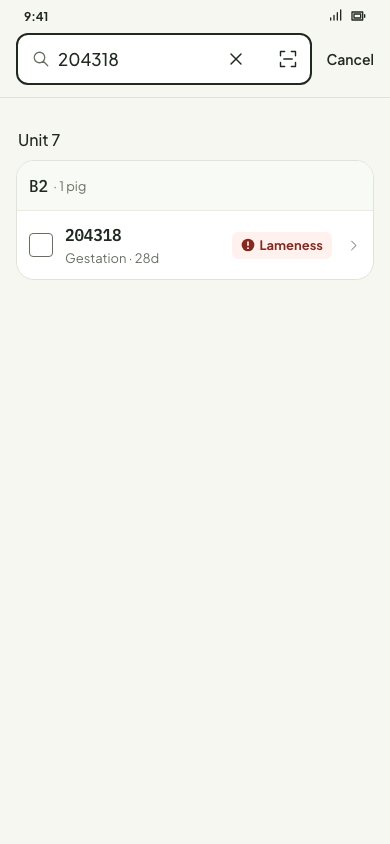 9:41
204318
Cancel
Unit 7
B2 · 1 pig
204318
Gestation · 28d
Lameness